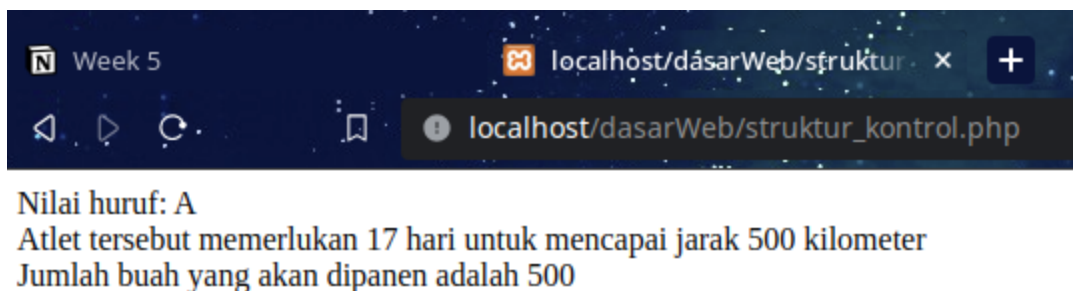 Week 5
localhost/dasarWeb/struktur
localhost/dasarWeb/struktur_kontrol.php
Nilai huruf: A
Atlet tersebut memerlukan 17 hari untuk mencapai jarak 500 kilometer
Jumlah buah yang akan dipanen adalah 500